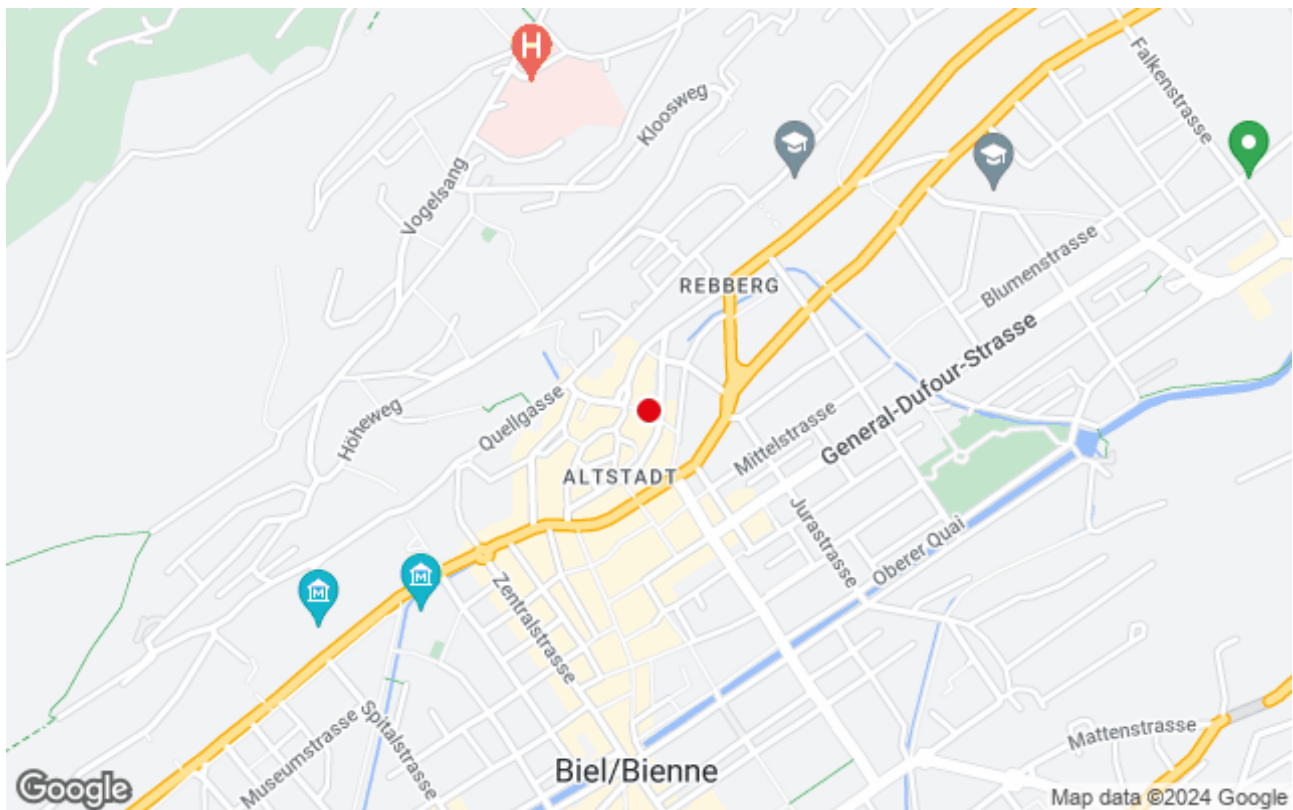 Falkenstrasse
H
Kloosweg
Vogelsang
REBBERG
Blumenstrasse
General-Dufour-Strasse
Höheweg
Quellgasse
Mittelstrasse
ALTSTADT
Jurastrasse
Oberer Quai
M
M
Zentralstrasse
Spitalstrasse
Museumstrasse
Mattenstrasse
Biel/Bienne
Google
Map data ©2024 Google